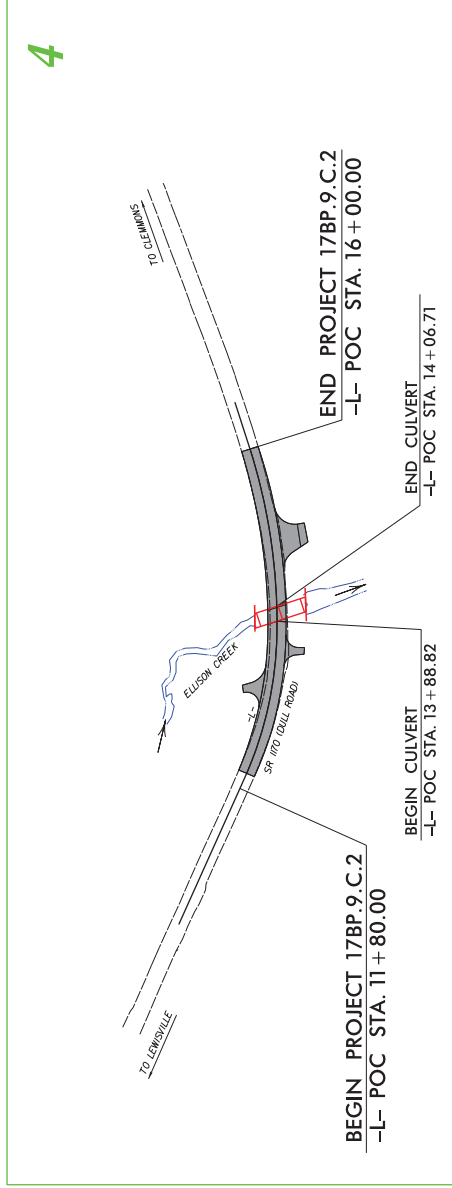 4
TO CLEMMONS
END PROJECT 17BP.9.C.2
-L- POC STA. 16+00.00
END CULVERT
-L- POC STA. 14+06.71
ELLISON CREEK
-L-
SR 1170 (DULL ROAD)
BEGIN CULVERT
-L- POC STA. 13+88.82
TO LEWISVILLE
BEGIN PROJECT 17BP.9.C.2
-L- POC STA. 11+80.00